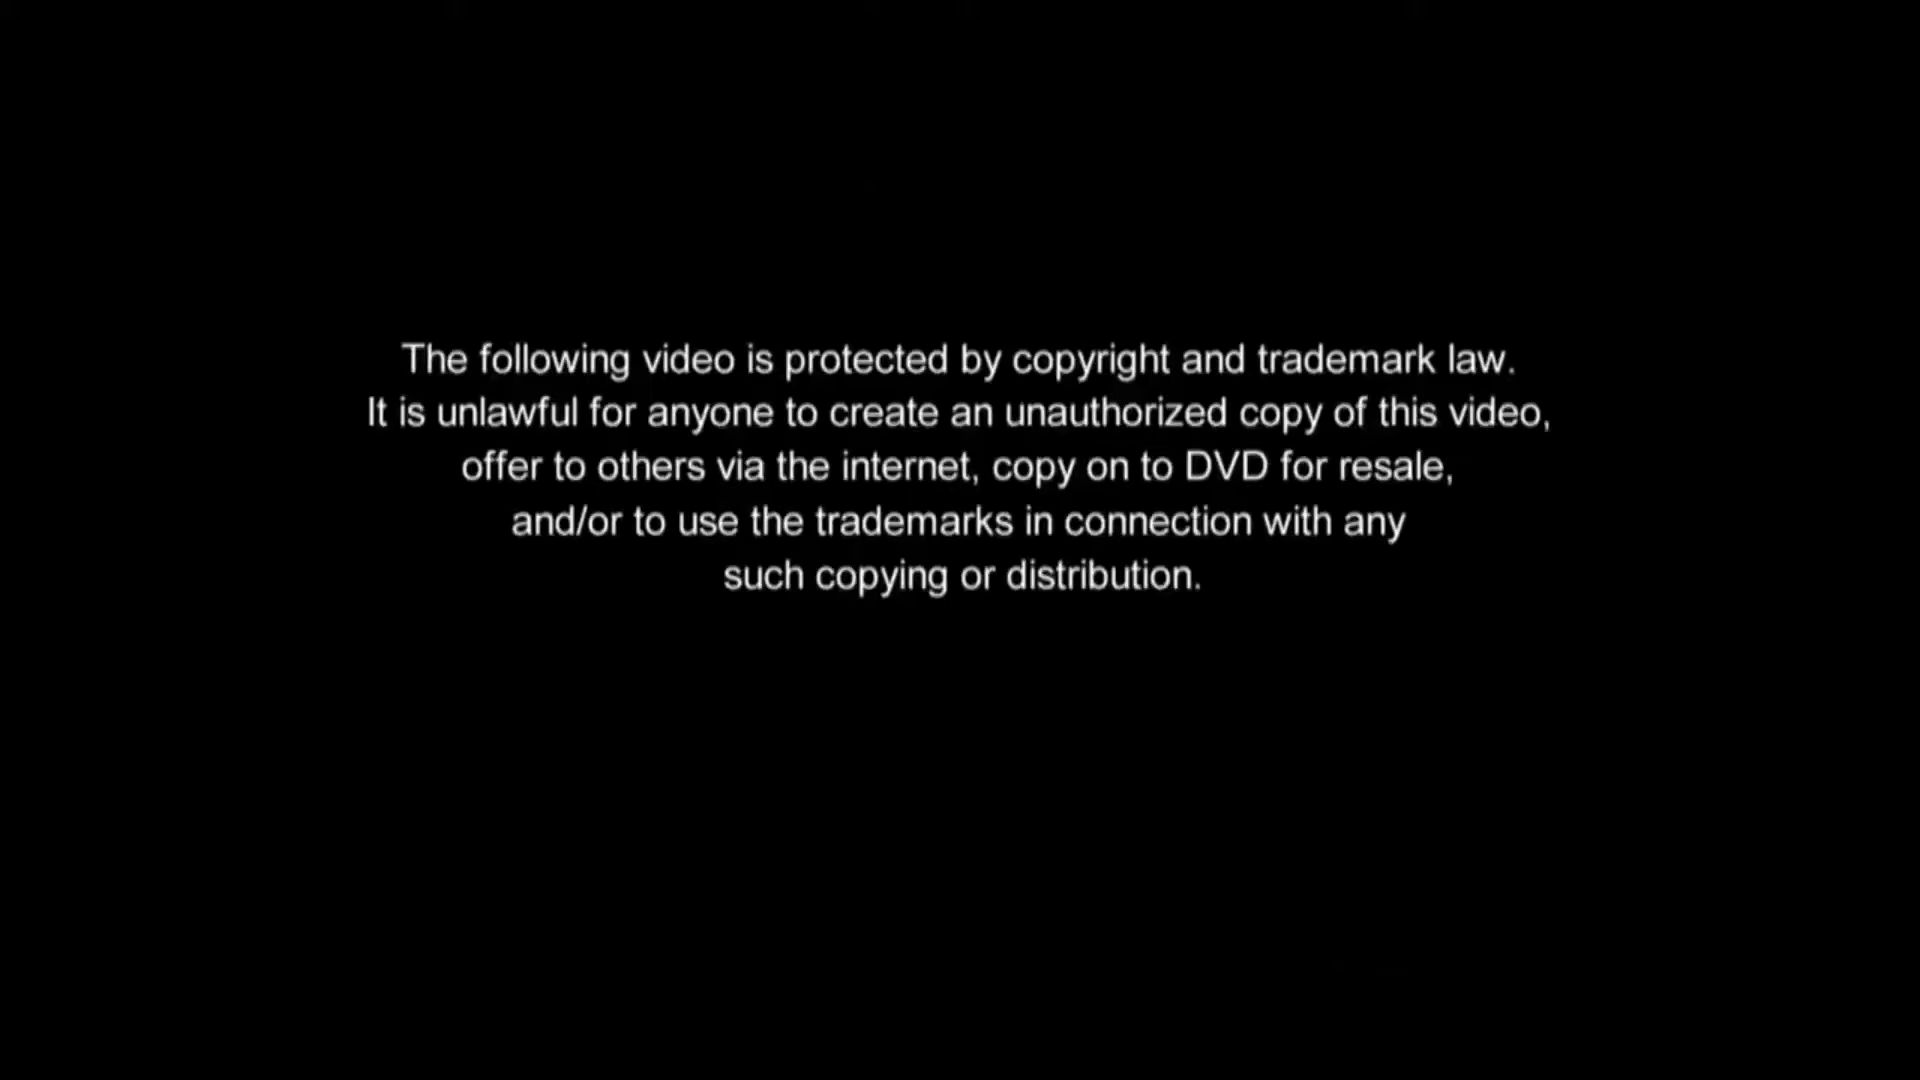 The following video is protected by copyright and trademark law.
It is unlawful for anyone to create an unauthorized copy of this video,
offer to others via the internet, copy on to DVD for resale,
and/or to use the trademarks in connection with any
such copying or distribution.